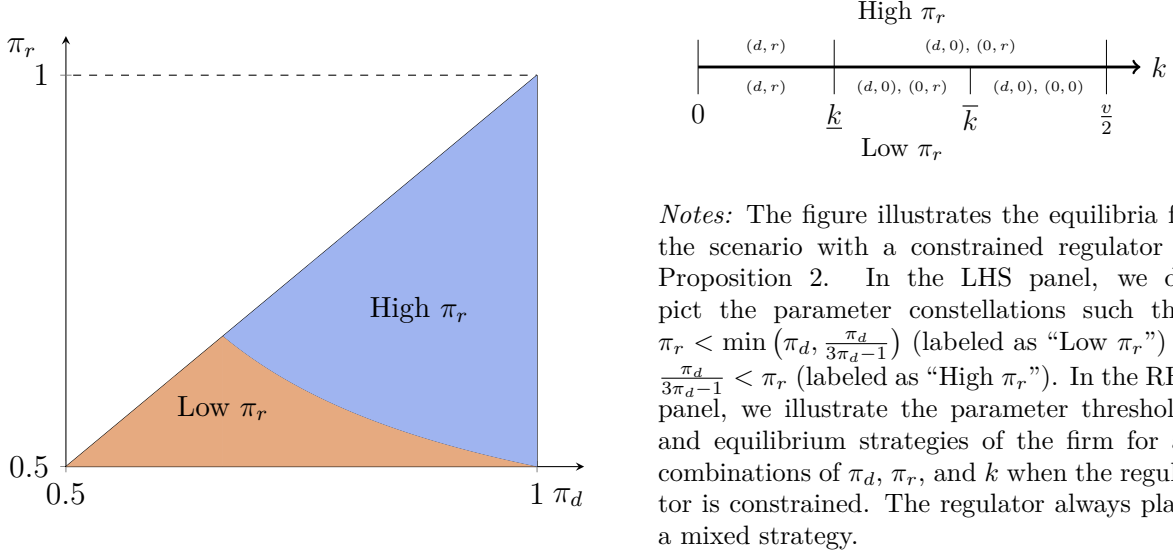 π_r
1
High π_r
Low π_r
0.5
0.5
1 π_d
High π_r
(d, r)
(d, 0), (0, r)
k
(d, r)
(d, 0), (0, r)
(d, 0), (0, 0)
0
k̲
k̅
v/2
Low π_r
Notes: The figure illustrates the equilibria f
the scenario with a constrained regulator
Proposition 2. In the LHS panel, we d
pict the parameter constellations such th
π_r < min (π_d, π_d/(3π_d−1)) (labeled as “Low π_r”)
π_d/(3π_d−1) < π_r (labeled as “High π_r”). In the RH
panel, we illustrate the parameter threshol
and equilibrium strategies of the firm for
combinations of π_d, π_r, and k when the regul
tor is constrained. The regulator always pla
a mixed strategy.